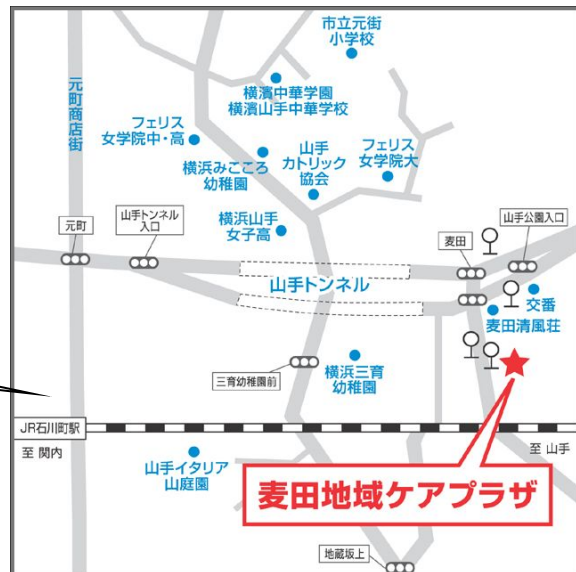 市立元街
小学校
横濱中華学園
横濱山手中華学校
元町商店街
フェリス
女学院中・高
横浜みこころ
幼稚園
山手
カトリック
協会
フェリス
女学院大
元町
山手トンネル
入口
横浜山手
女子高
麦田
山手公園入口
山手トンネル
交番
麦田清風荘
三育幼稚園前
横浜三育
幼稚園
JR石川町駅
至 関内
至 山手
山手イタリア
山庭園
麦田地域ケアプラザ
地蔵坂上